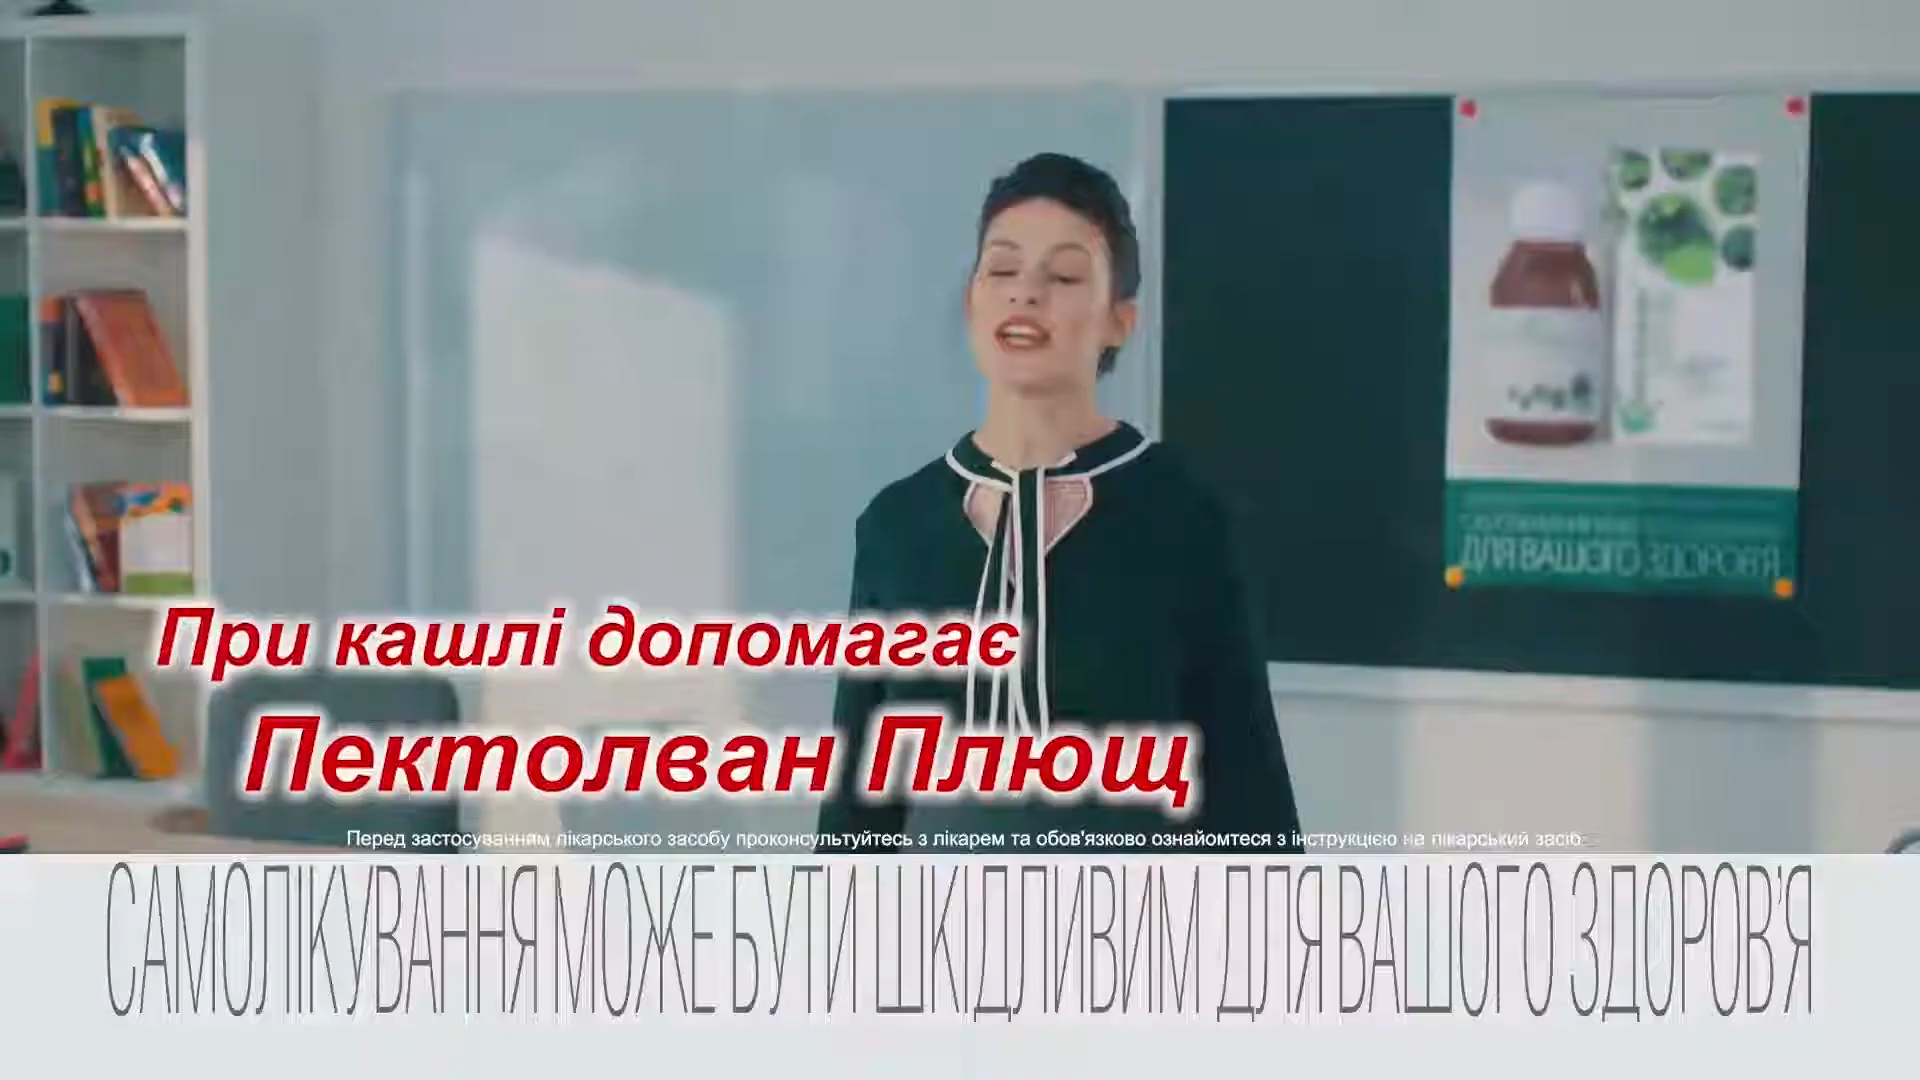 ДЛЯ ВАШОГО ЗДОРОВ'Я
При кашлі допомагає
Пектолван Плющ
Перед застосуванням лікарського засобу проконсультуйтесь з лікарем та обов'язково ознайомтеся з інструкцією на лікарський засіб.
САМОЛІКУВАННЯ МОЖЕ БУТИ ШКІДЛИВИМ ДЛЯ ВАШОГО ЗДОРОВ'Я